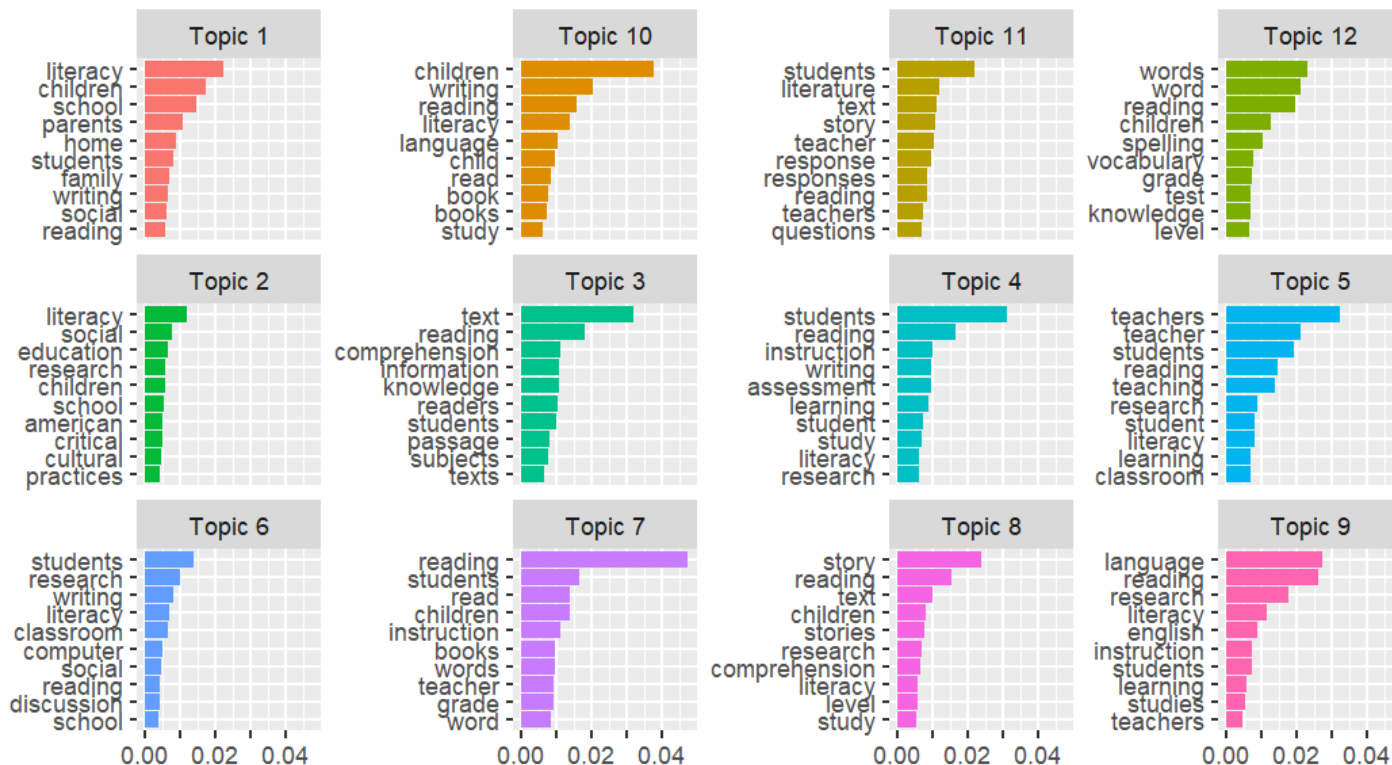 Topic 1
literacy
children
school
parents
home
students
family
writing
social
reading
Topic 10
children
writing
reading
literacy
language
child
read
book
books
study
Topic 11
students
literature
text
story
teacher
response
responses
reading
teachers
questions
Topic 12
words
word
reading
children
spelling
vocabulary
grade
test
knowledge
level
Topic 2
literacy
social
education
research
children
school
american
critical
cultural
practices
Topic 3
text
reading
comprehension
information
knowledge
readers
students
passage
subjects
texts
Topic 4
students
reading
instruction
writing
assessment
learning
student
study
literacy
research
Topic 5
teachers
teacher
students
reading
teaching
research
student
literacy
learning
classroom
Topic 6
students
research
writing
literacy
classroom
computer
social
reading
discussion
school
0.00 0.02 0.04
Topic 7
reading
students
read
children
instruction
books
words
teacher
grade
word
0.00 0.02 0.04
Topic 8
story
reading
text
children
stories
research
comprehension
literacy
level
study
0.00 0.02 0.04
Topic 9
language
reading
research
literacy
english
instruction
students
learning
studies
teachers
0.00 0.02 0.04